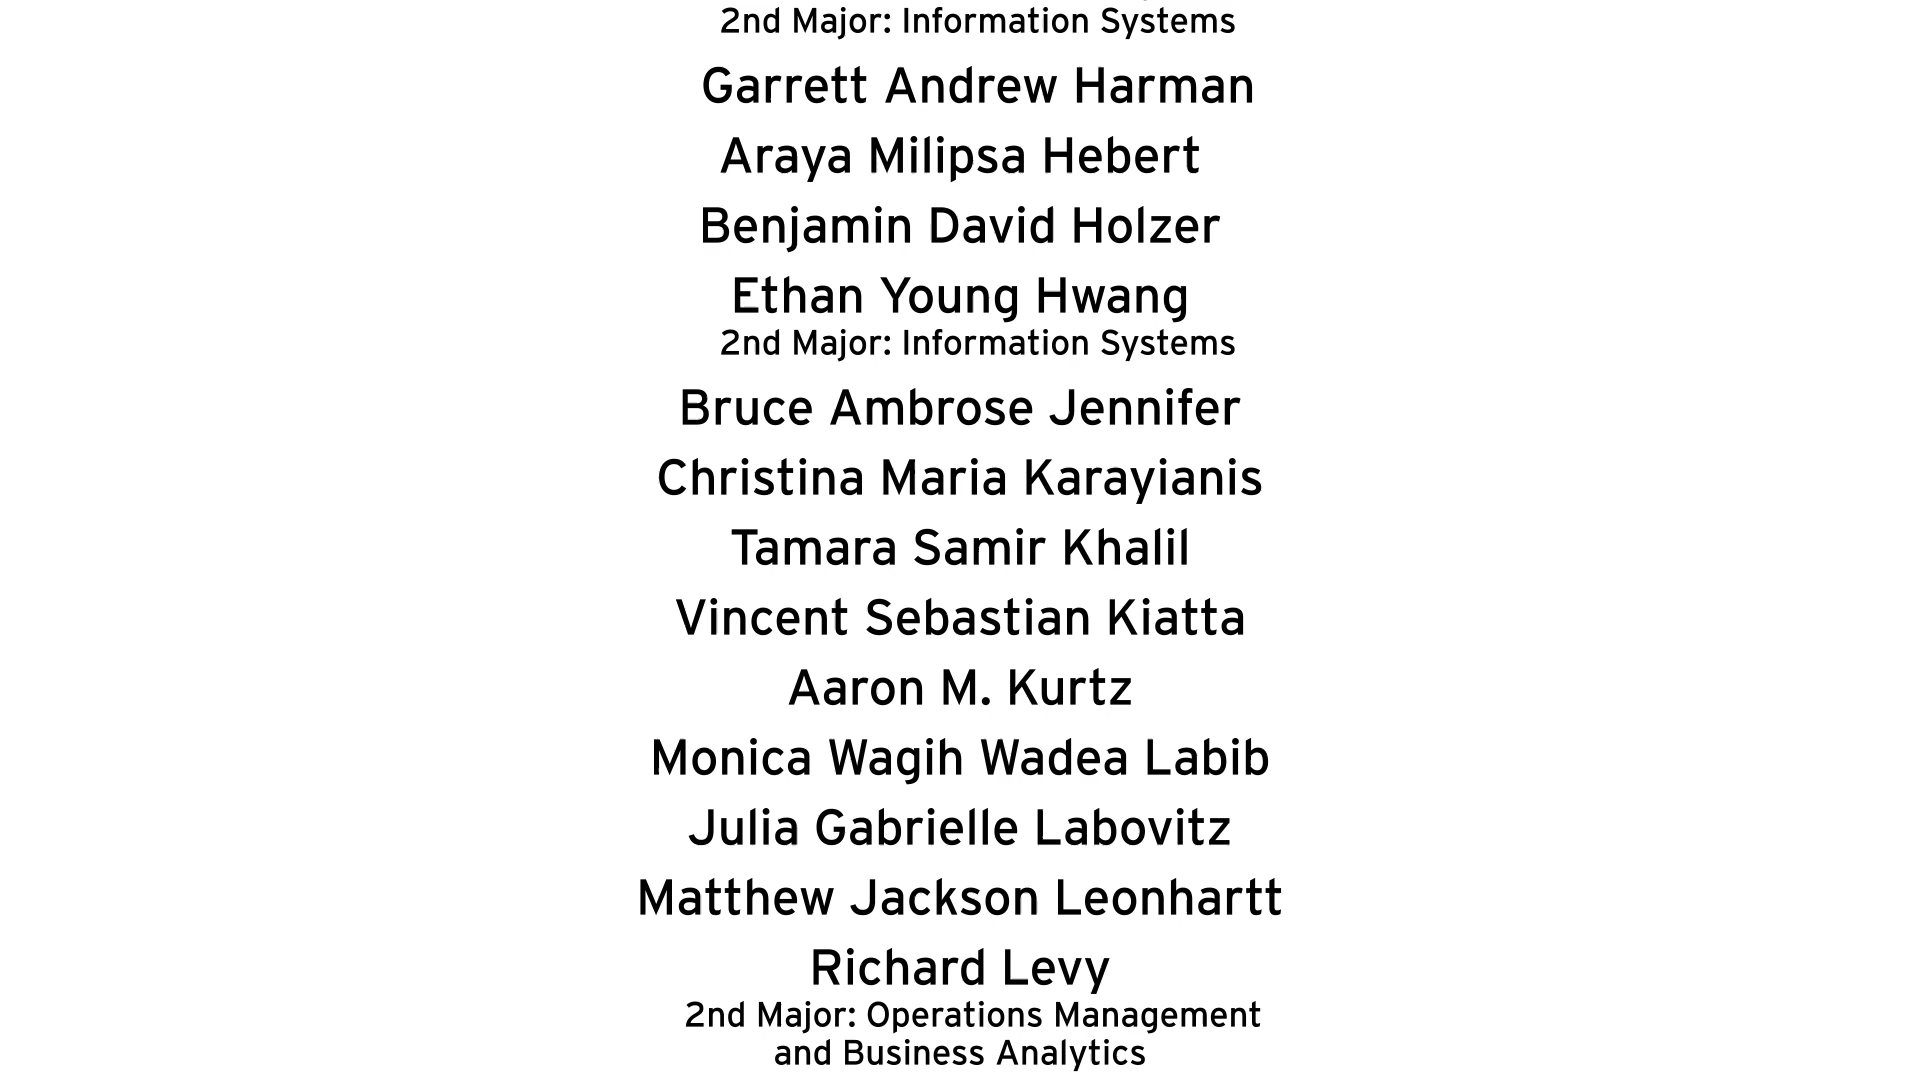 2nd Major: Information Systems
Garrett Andrew Harman
Araya Milipsa Hebert
Benjamin David Holzer
Ethan Young Hwang
2nd Major: Information Systems
Bruce Ambrose Jennifer
Christina Maria Karayianis
Tamara Samir Khalil
Vincent Sebastian Kiatta
Aaron M. Kurtz
Monica Wagih Wadea Labib
Julia Gabrielle Labovitz
Matthew Jackson Leonhartt
Richard Levy
2nd Major: Operations Management
and Business Analytics